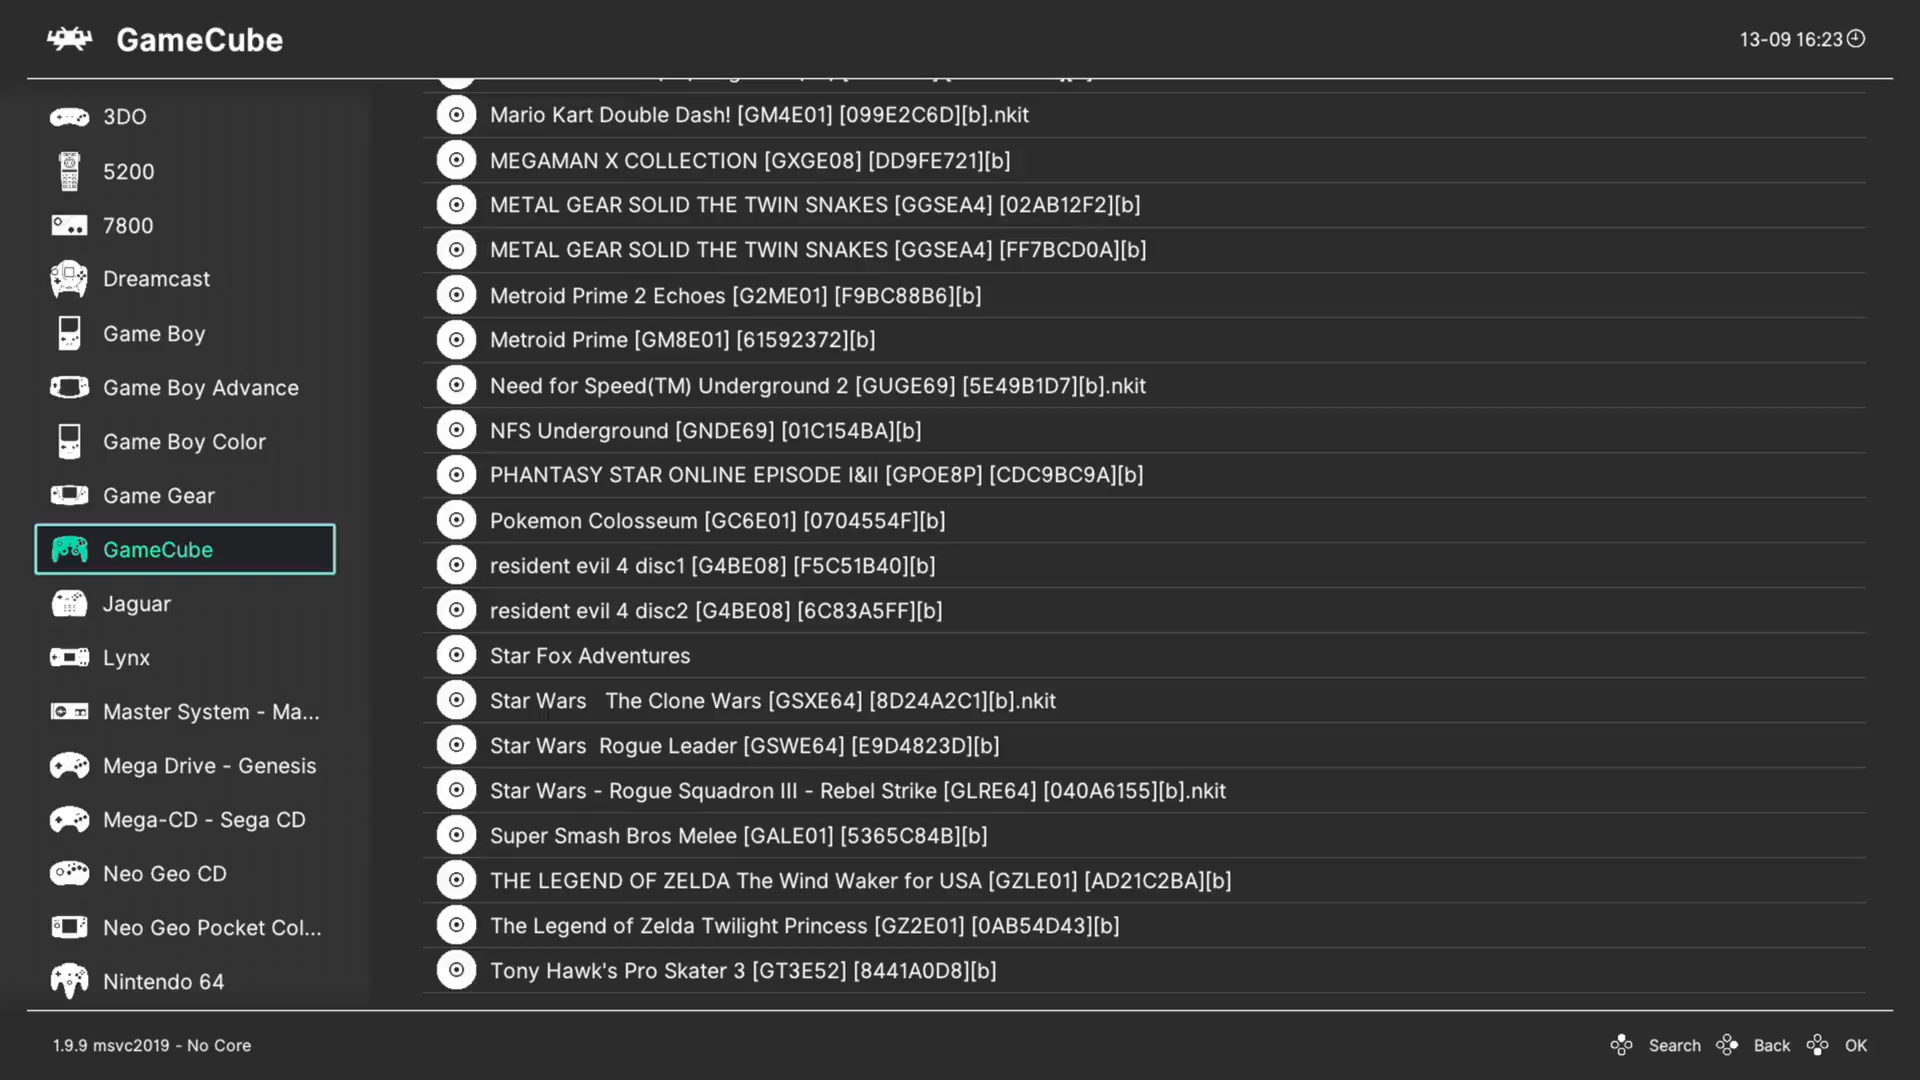 GameCube
13-09 16:23
3DO
5200
7800
Dreamcast
Game Boy
Game Boy Advance
Game Boy Color
Game Gear
GameCube
Jaguar
Lynx
Master System - Ma...
Mega Drive - Genesis
Mega-CD - Sega CD
Neo Geo CD
Neo Geo Pocket Col...
Nintendo 64
Mario Kart Double Dash! [GM4E01] [099E2C6D][b].nkit
MEGAMAN X COLLECTION [GXGE08] [DD9FE721][b]
METAL GEAR SOLID THE TWIN SNAKES [GGSEA4] [02AB12F2][b]
METAL GEAR SOLID THE TWIN SNAKES [GGSEA4] [FF7BCD0A][b]
Metroid Prime 2 Echoes [G2ME01] [F9BC88B6][b]
Metroid Prime [GM8E01] [61592372][b]
Need for Speed(TM) Underground 2 [GUGE69] [5E49B1D7][b].nkit
NFS Underground [GNDE69] [01C154BA][b]
PHANTASY STAR ONLINE EPISODE I&II [GPOE8P] [CDC9BC9A][b]
Pokemon Colosseum [GC6E01] [0704554F][b]
resident evil 4 disc1 [G4BE08] [F5C51B40][b]
resident evil 4 disc2 [G4BE08] [6C83A5FF][b]
Star Fox Adventures
Star Wars   The Clone Wars [GSXE64] [8D24A2C1][b].nkit
Star Wars  Rogue Leader [GSWE64] [E9D4823D][b]
Star Wars - Rogue Squadron III - Rebel Strike [GLRE64] [040A6155][b].nkit
Super Smash Bros Melee [GALE01] [5365C84B][b]
THE LEGEND OF ZELDA The Wind Waker for USA [GZLE01] [AD21C2BA][b]
The Legend of Zelda Twilight Princess [GZ2E01] [0AB54D43][b]
Tony Hawk's Pro Skater 3 [GT3E52] [8441A0D8][b]
1.9.9 msvc2019 - No Core
Search
Back
OK